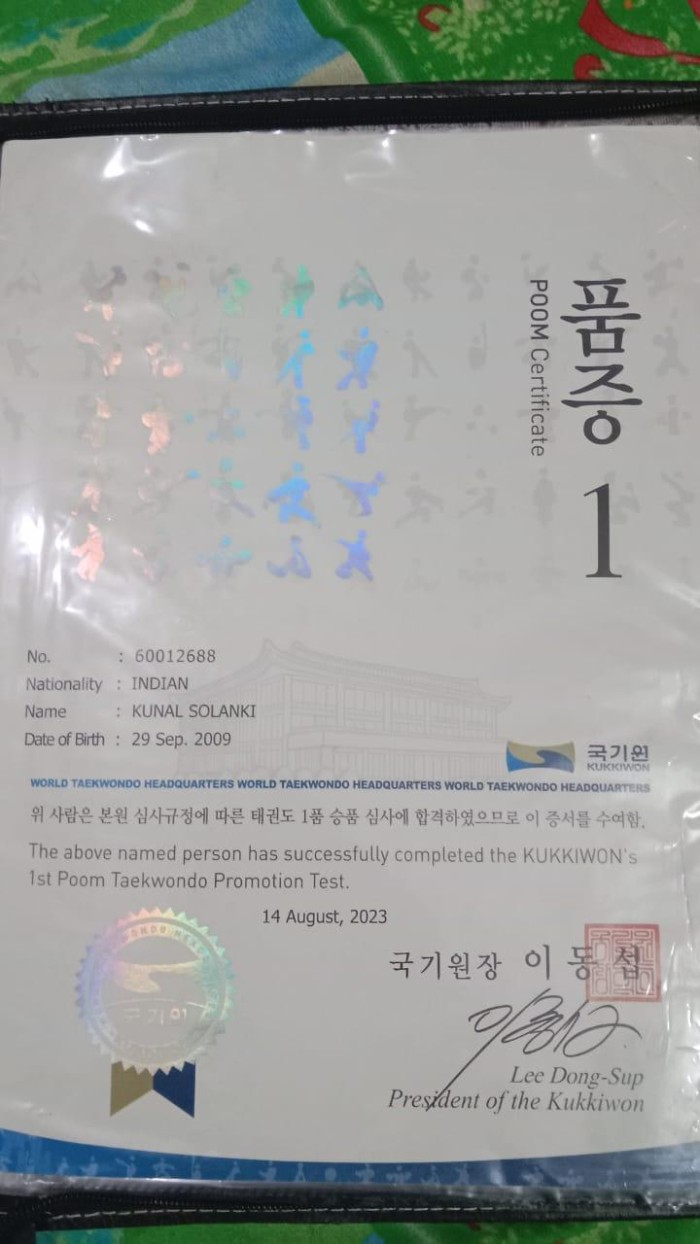 품증 1
POOM Certificate
No. : 60012688
Nationality : INDIAN
Name : KUNAL SOLANKI
Date of Birth : 29 Sep. 2009
국기원
KUKKIWON
WORLD TAEKWONDO HEADQUARTERS WORLD TAEKWONDO HEADQUARTERS WORLD TAEKWONDO HEADQUARTERS
위 사람은 본원 심사규정에 따른 태권도 1품 승품 심사에 합격하였으므로 이 증서를 수여함.
The above named person has successfully completed the KUKKIWON's
1st Poom Taekwondo Promotion Test.
14 August, 2023
국기원
국기원장 이동섭
Lee Dong-Sup
President of the Kukkiwon